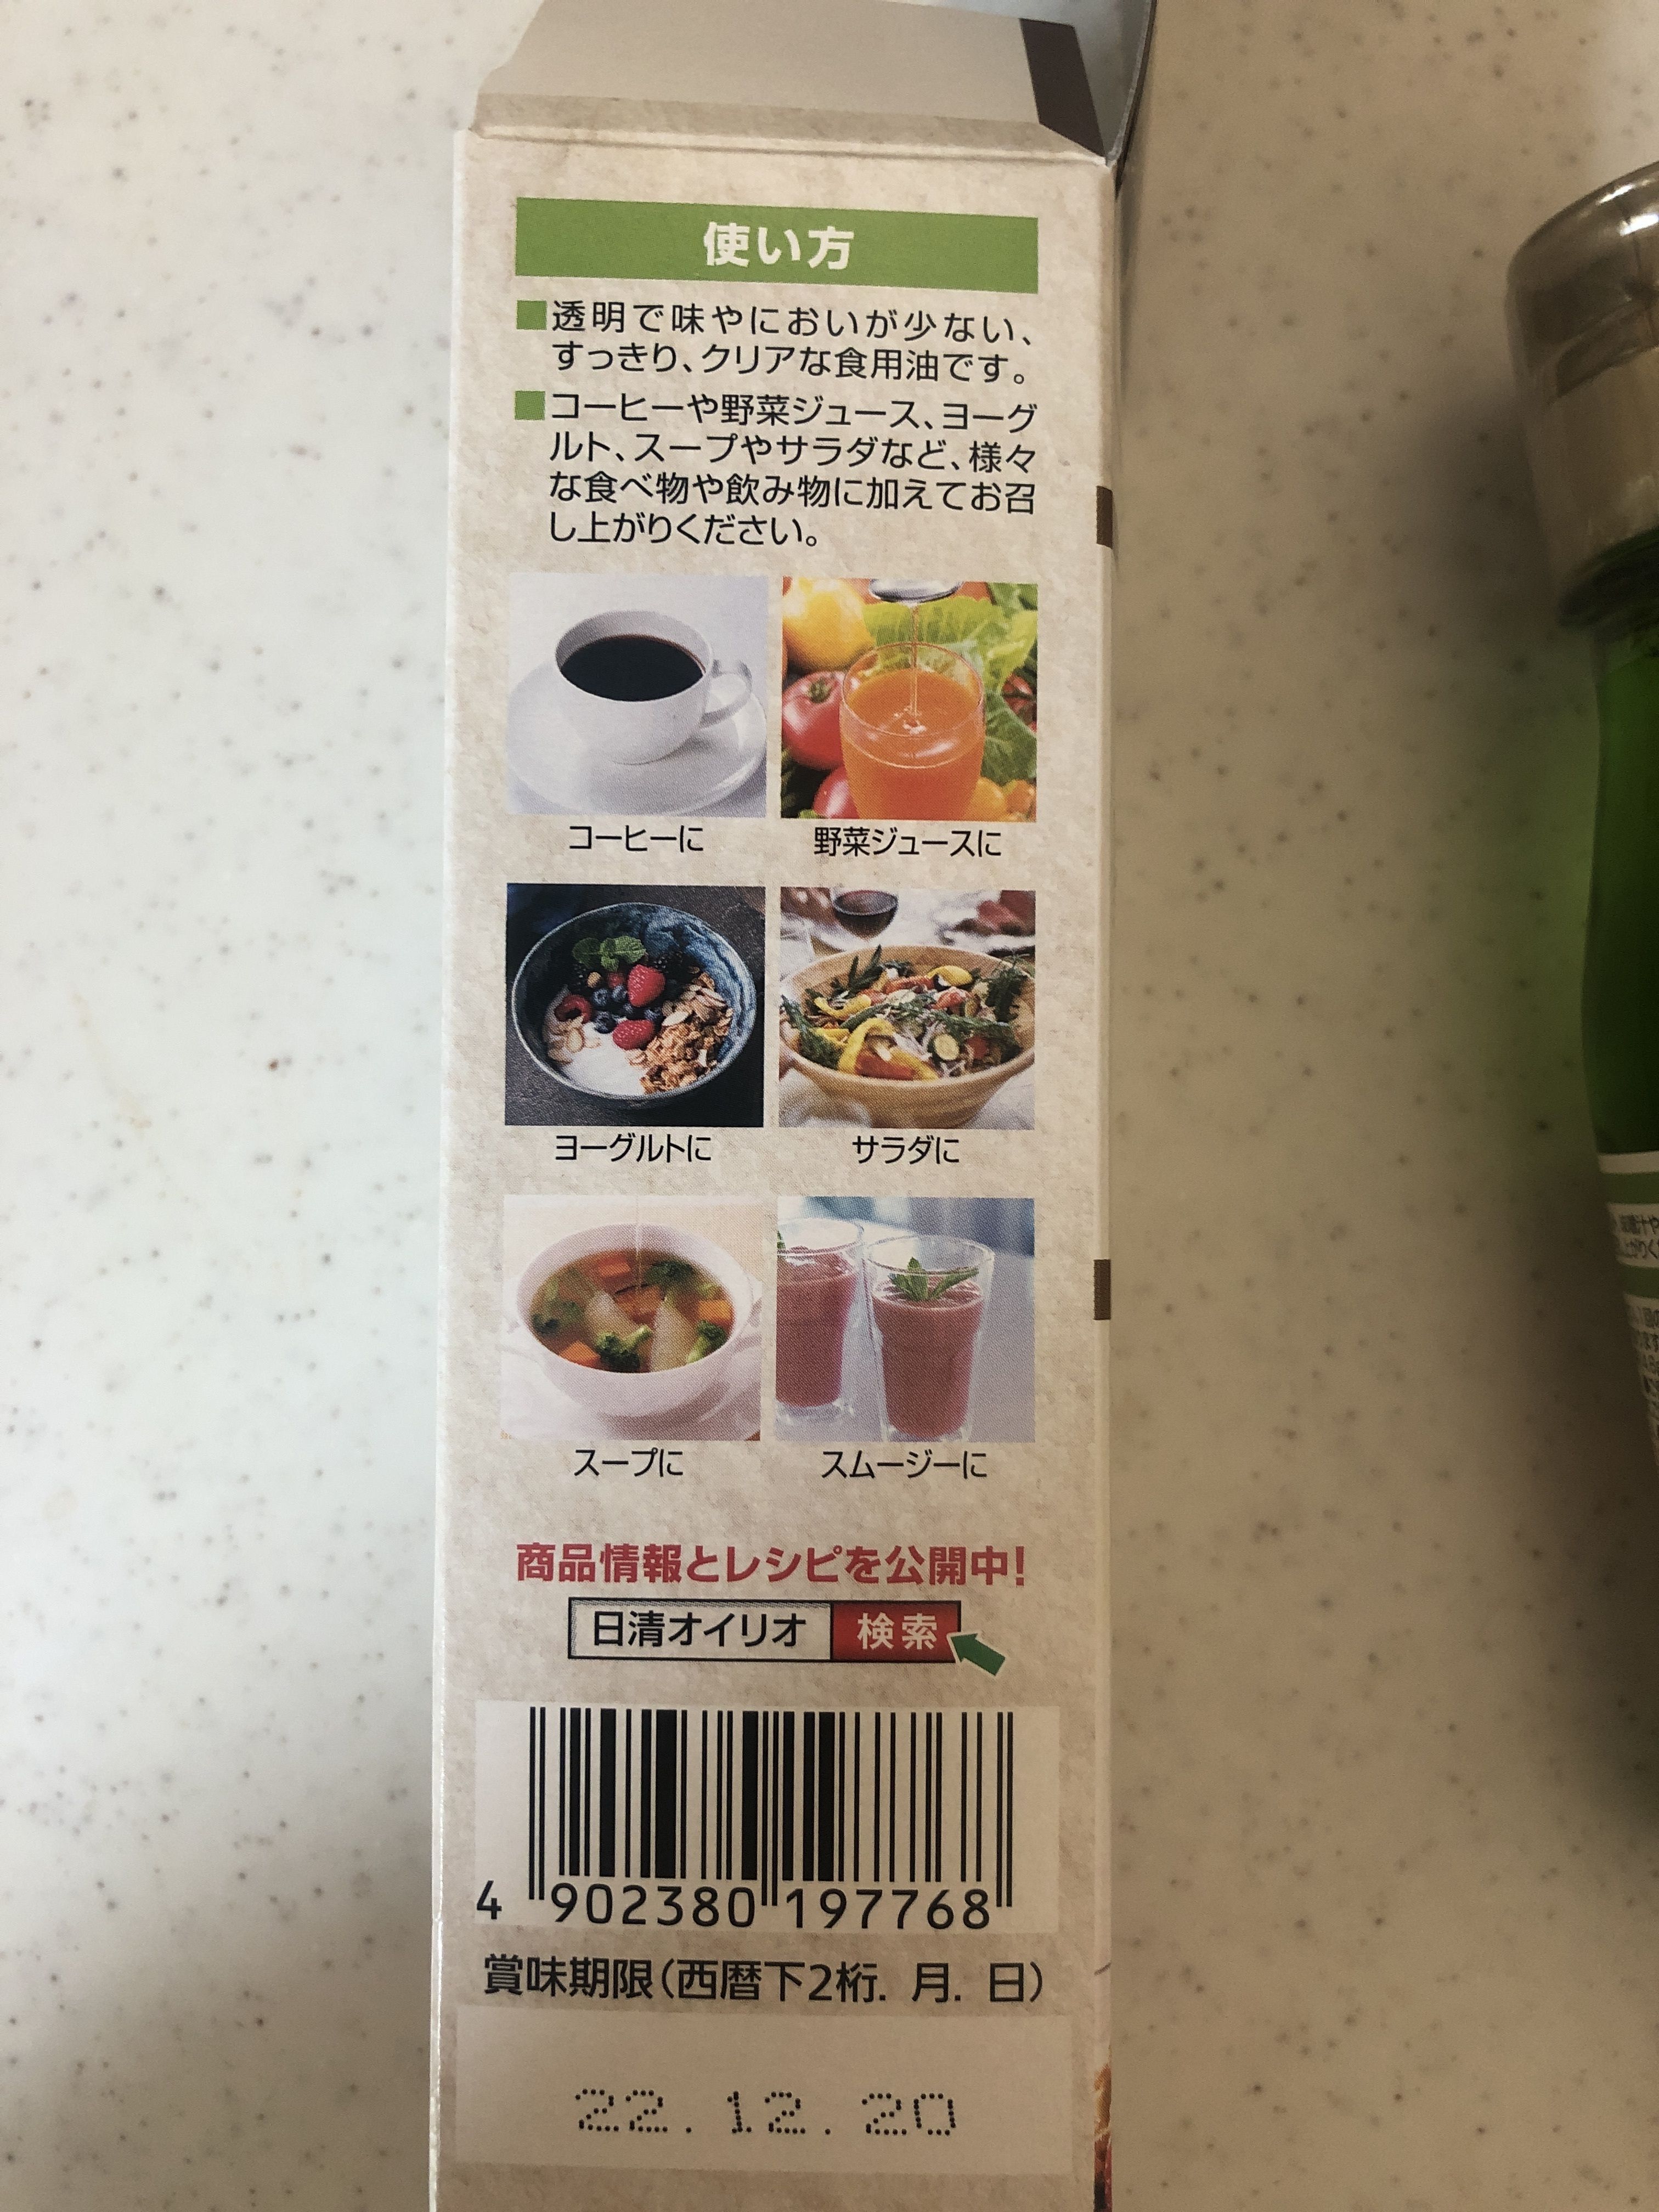 使い方
■透明で味やにおいが少ない、
すっきり、クリアな食用油です。
■コーヒーや野菜ジュース、ヨーグ
ルト、スープやサラダなど、様々
な食べ物や飲み物に加えてお召
し上がりください。
コーヒーに
野菜ジュースに
ヨーグルトに
サラダに
スープに
スムージーに
商品情報とレシピを公開中!
日清オイリオ 検索
4 902380 197768
賞味期限(西暦下2桁. 月. 日)
22.12.20